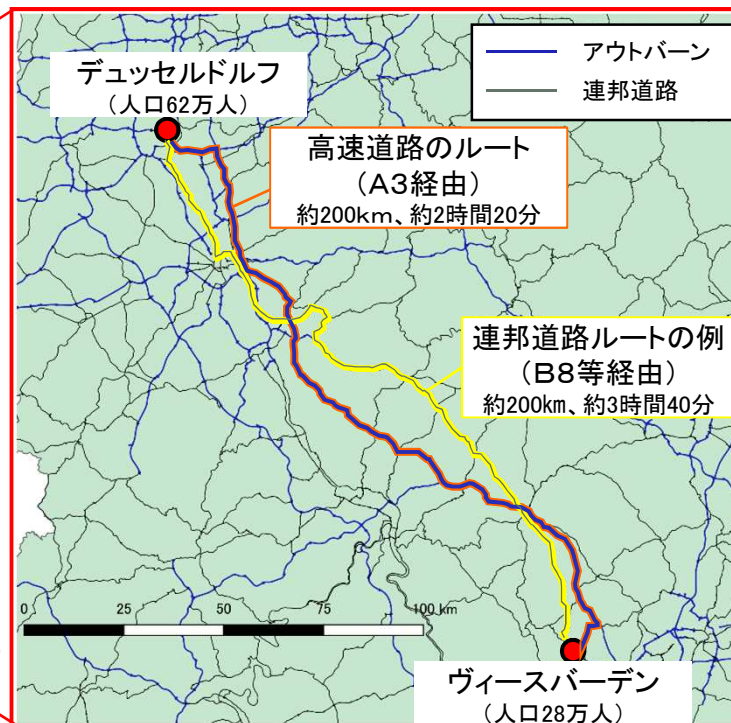 デュッセルドルフ
(人口62万人)
アウトバーン
連邦道路
高速道路のルート
(A3経由)
約200km、約2時間20分
連邦道路ルートの例
(B8等経由)
約200km、約3時間40分
0 25 50 75 100 km
ヴィースバーデン
(人口28万人)